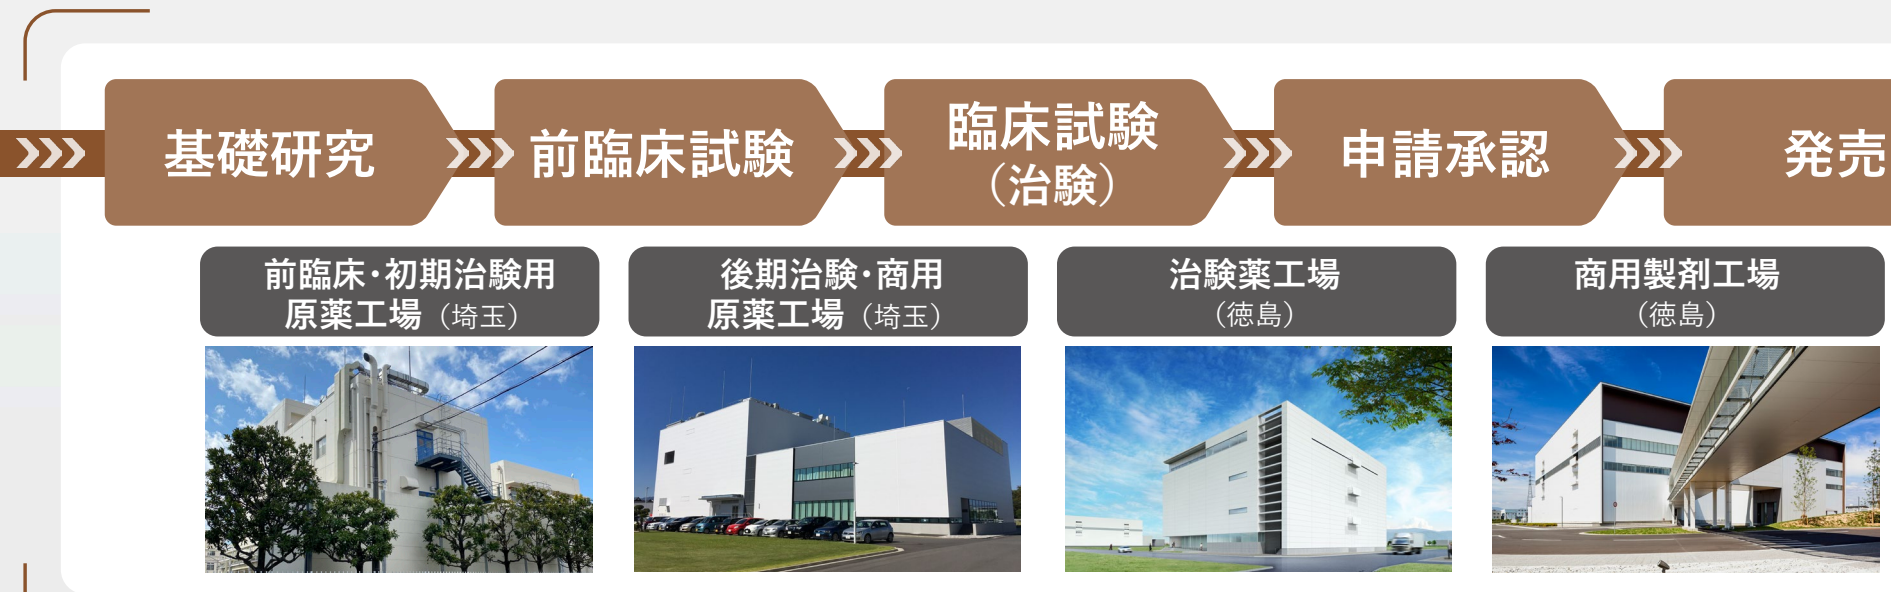 基礎研究
前臨床試験
臨床試験
（治験）
申請承認
発売
前臨床・初期治験用
原薬工場（埼玉）
後期治験・商用
原薬工場（埼玉）
治験薬工場
（徳島）
商用製剤工場
（徳島）